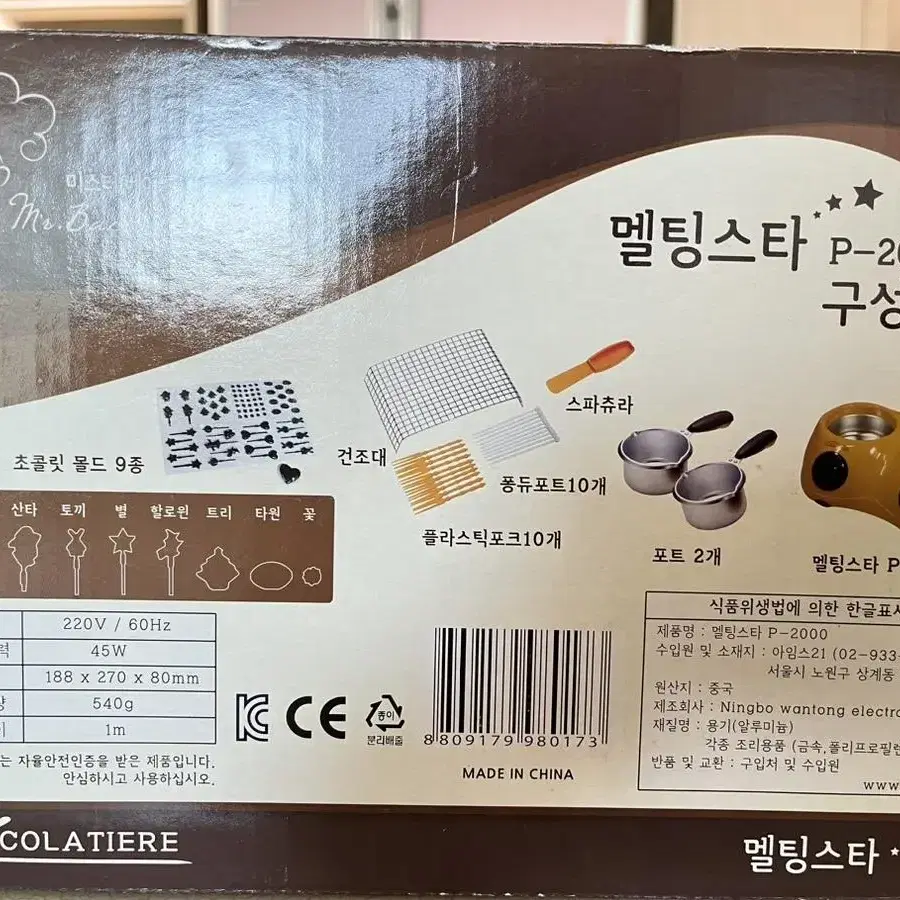 멜팅스타 P-20
구성
스파츄라
초콜릿 몰드 9종
건조대
퐁듀포트10개
플라스틱포크10개
포트 2개
멜팅스타 P
산타 토끼 별 할로윈 트리 타원 꽃
220V / 60Hz
45W
188 x 270 x 80mm
540g
1m
는 자율안전인증을 받은 제품입니다.
안심하시고 사용하십시오.
CE
종이
분리배출
8 809179 980173
MADE IN CHINA
식품위생법에 의한 한글표시
제품명 : 멜팅스타 P-2000
수입원 및 소재지 : 아임스21 (02-933-
서울시 노원구 상계동
원산지 : 중국
제조회사 : Ningbo wantong electro
재질명 : 용기(알루미늄)
각종 조리용품 (금속,폴리프로필렌
반품 및 교환 : 구입처 및 수입원
www
COLATIERE
멜팅스타